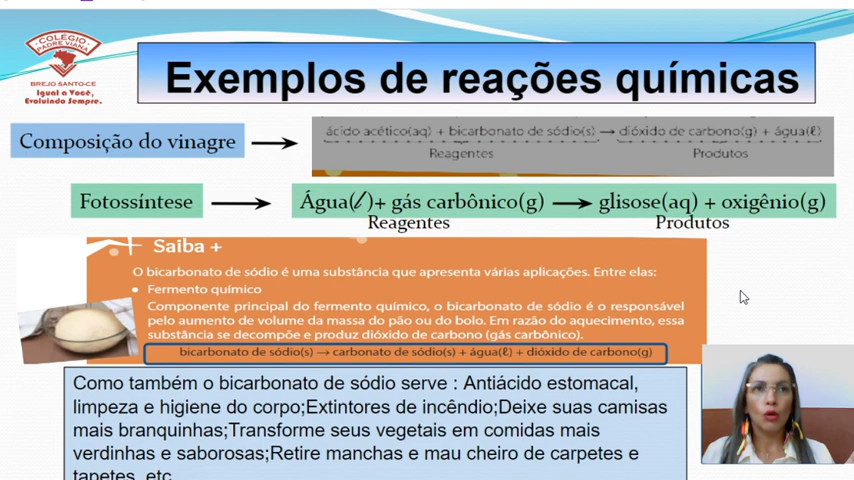 COLÉGIO
PADRE VIANA
BREJO SANTO-CE
Igual a Você,
Evoluindo Sempre.
Exemplos de reações químicas
Composição do vinagre
ácido acético(aq) + bicarbonato de sódio(s) → dióxido de carbono(g) + água(ℓ)
Reagentes Produtos
Fotossíntese
Água(ℓ)+ gás carbônico(g) → glisose(aq) + oxigênio(g)
Reagentes Produtos
Saiba +
O bicarbonato de sódio é uma substância que apresenta várias aplicações. Entre elas:
• Fermento químico
Componente principal do fermento químico, o bicarbonato de sódio é o responsável
pelo aumento de volume da massa do pão ou do bolo. Em razão do aquecimento, essa
substância se decompõe e produz dióxido de carbono (gás carbônico).
bicarbonato de sódio(s) → carbonato de sódio(s) + água(ℓ) + dióxido de carbono(g)
Como também o bicarbonato de sódio serve : Antiácido estomacal,
limpeza e higiene do corpo;Extintores de incêndio;Deixe suas camisas
mais branquinhas;Transforme seus vegetais em comidas mais
verdinhas e saborosas;Retire manchas e mau cheiro de carpetes e
tapetes, etc